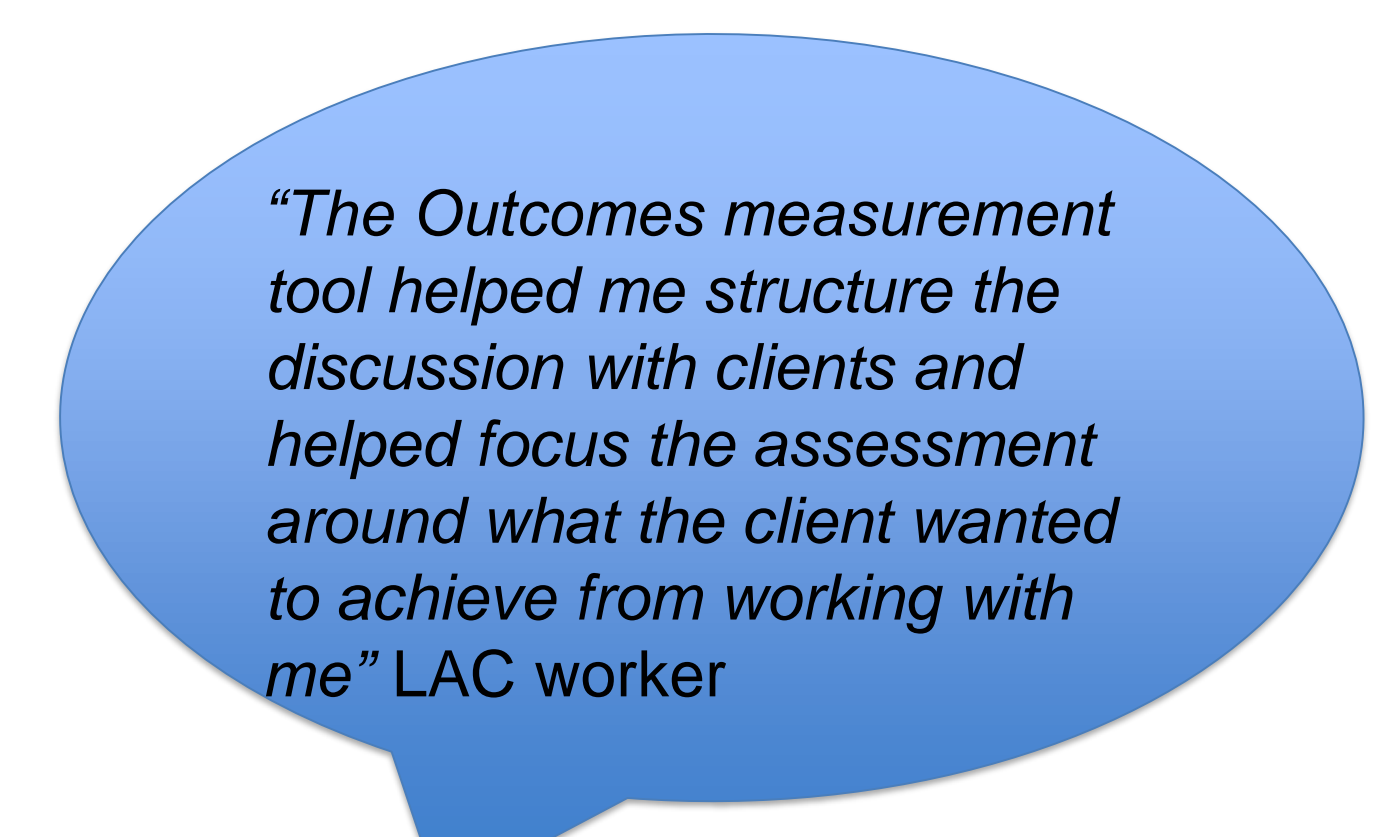 “The Outcomes measurement
tool helped me structure the
discussion with clients and
helped focus the assessment
around what the client wanted
to achieve from working with
me” LAC worker